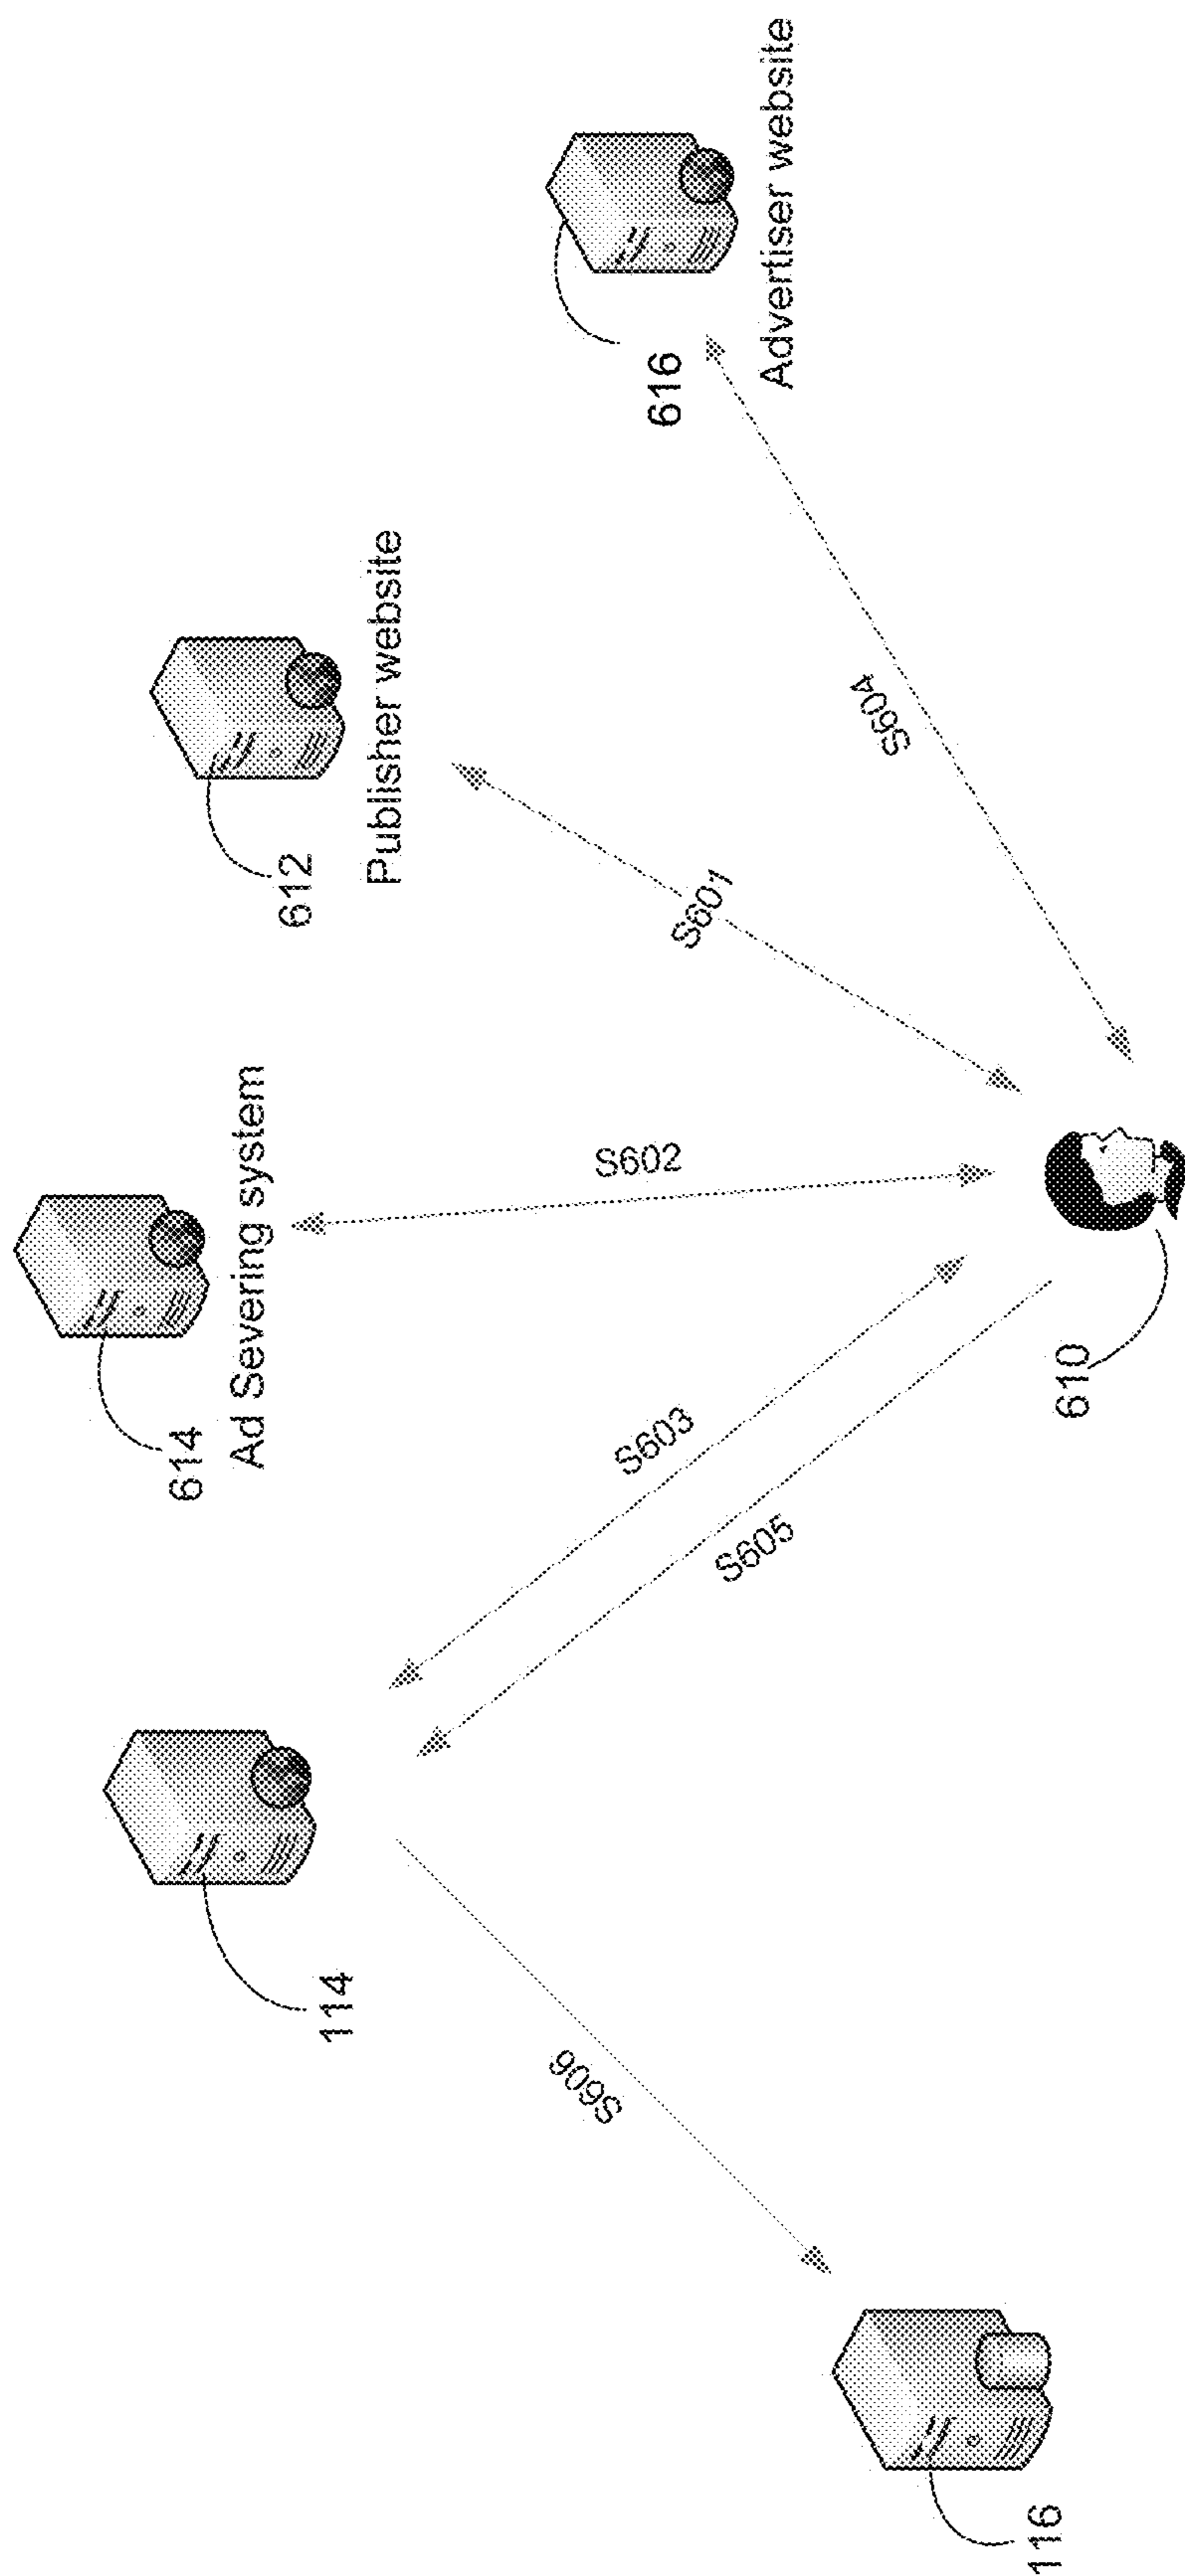 614
Ad Severing system
612
Publisher website
114
616
Advertiser website
S602
S601
S603
S604
S605
S606
610
116